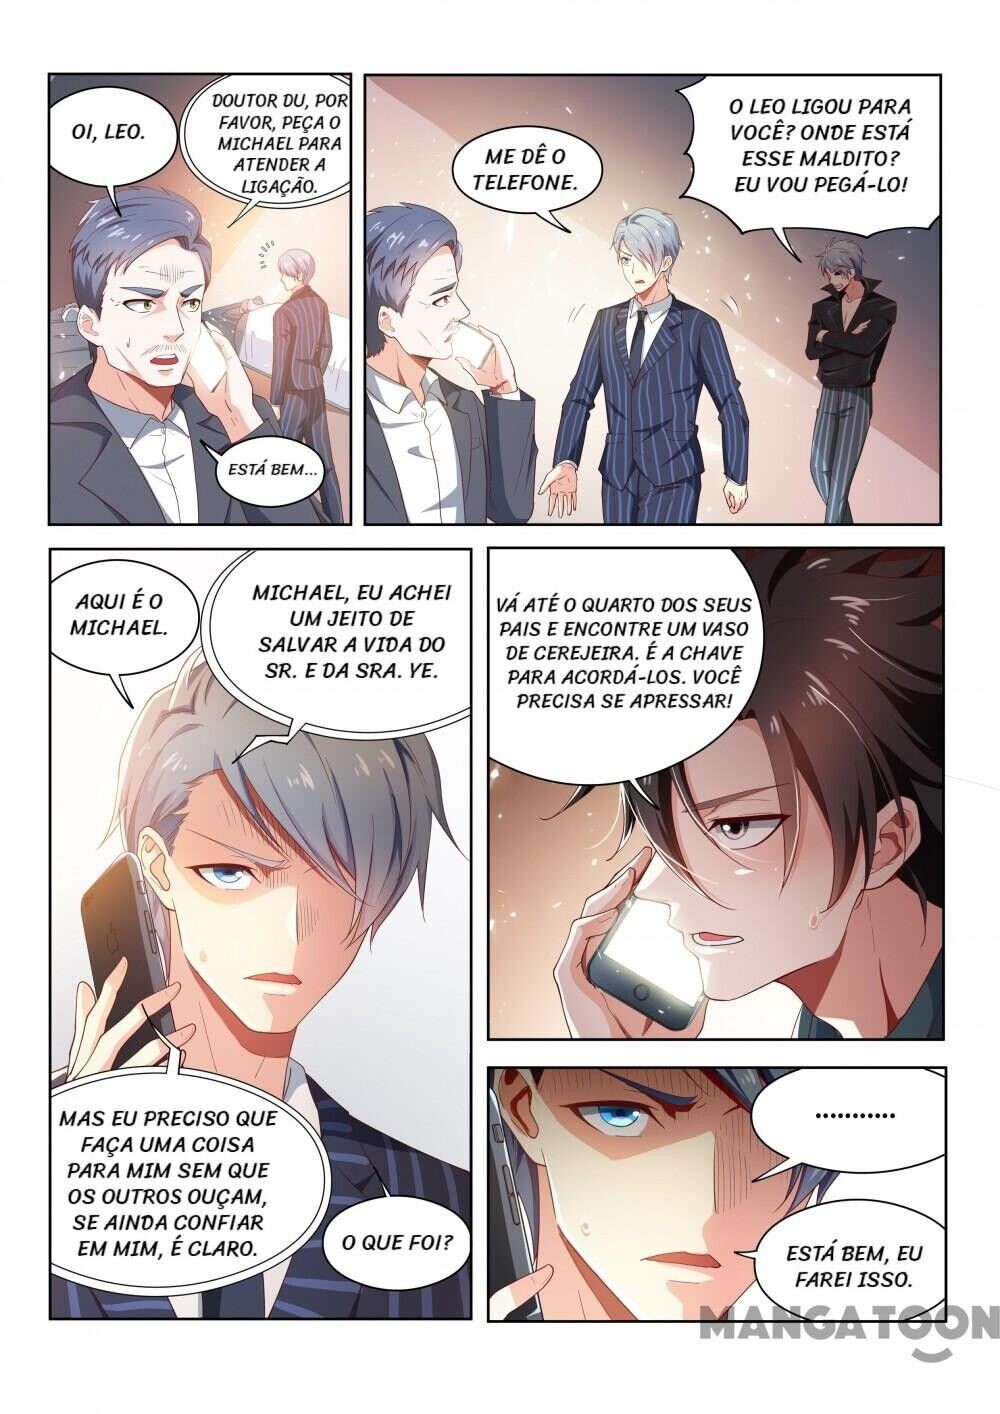 OI, LEO.
DOUTOR DU, POR
FAVOR, PEÇA O
MICHAEL PARA
ATENDER A
LIGAÇÃO.
ESTÁ BEM...
ME DÊ O
TELEFONE.
O LEO LIGOU PARA
VOCÊ? ONDE ESTÁ
ESSE MALDITO?
EU VOU PEGÁ-LO!
AQUI É O
MICHAEL.
MICHAEL, EU ACHEI
UM JEITO DE
SALVAR A VIDA DO
SR. E DA SRA. YE.
MAS EU PRECISO QUE
FAÇA UMA COISA
PARA MIM SEM QUE
OS OUTROS OUÇAM,
SE AINDA CONFIAR
EM MIM, É CLARO.
O QUE FOI?
VÁ ATÉ O QUARTO DOS SEUS
PAIS E ENCONTRE UM VASO
DE CEREJEIRA. É A CHAVE
PARA ACORDÁ-LOS. VOCÊ
PRECISA SE APRESSAR!
............
ESTÁ BEM, EU
FAREI ISSO.
MANGATOON